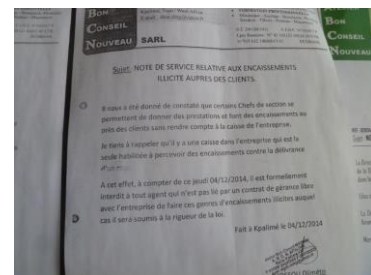 BON
CONSEIL
NOUVEAU SARL
Sujet: NOTE DE SERVICE RELATIVE AUX ENCAISSEMENTS
ILLICITE AUPRES DES CLIENTS.
Il nous a été donné de constaté que certains Chefs de section se
permettent de donner des prestations et font des encaissements au
près des clients sans rendre compte à la caisse de l'entreprise.
Je tiens à rappeler qu'il y a une caisse dans l'entreprise qui est la
seule habileté à percevoir des encaissements contre la délivrance
A cet effet, à compter de ce jeudi 04/12/2014, il est formellement
interdit à tout agent qui n'est pas lié par un contrat de gérance libre
avec l'entreprise de faire ces genres d'encaissements illicites auquel
cas il sera soumis à la rigueur de la loi.
Fait à Kpalimé le 04/12/2014
BON
CONSEIL
NOUVEAU